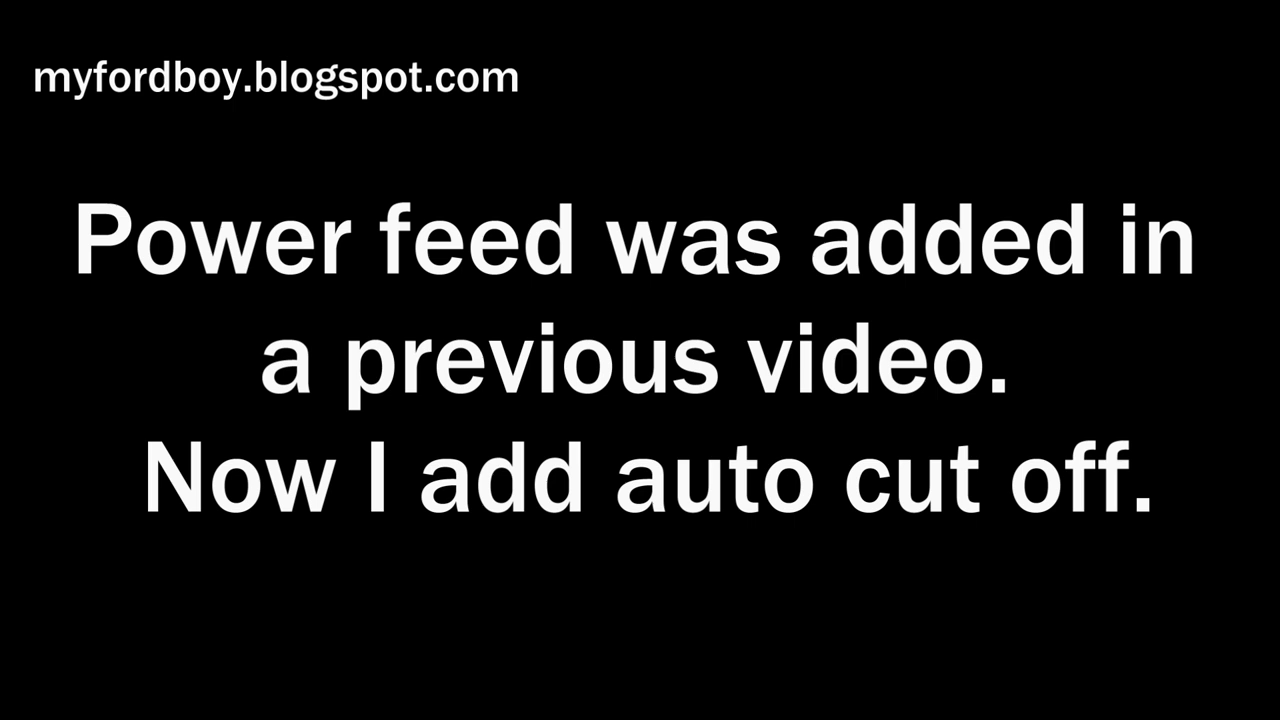 myfordboy.blogspot.com
Power feed was added in
a previous video.
Now I add auto cut off.